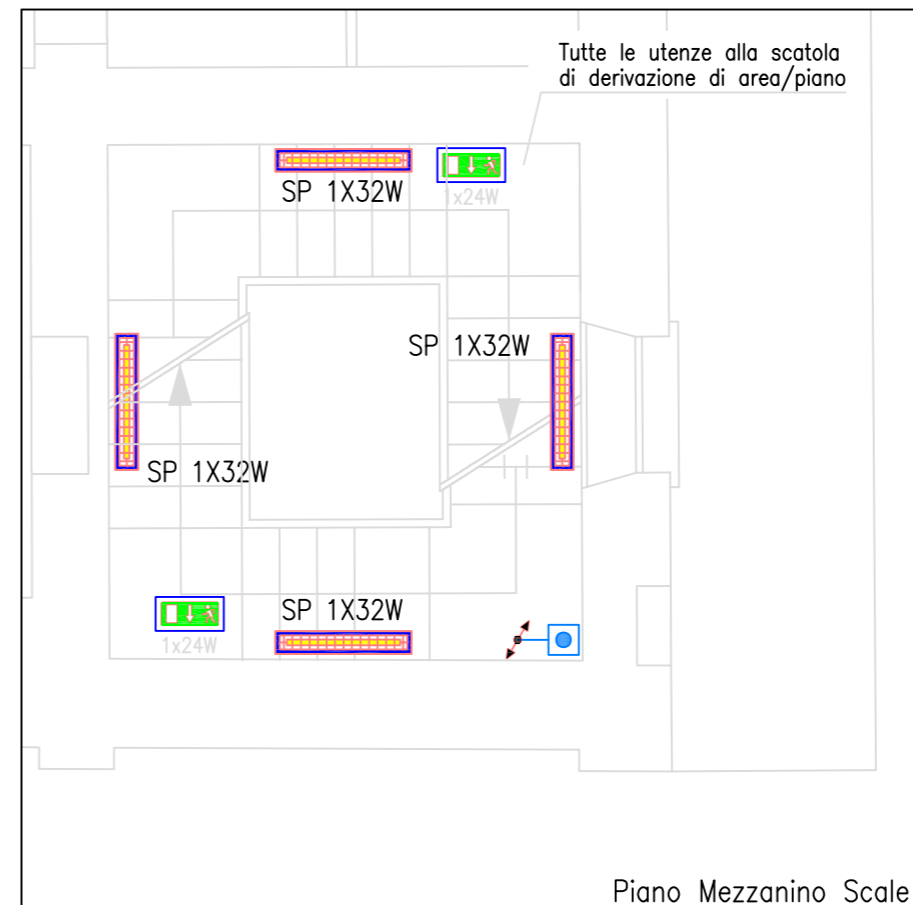 Tutte le utenze alla scatola
di derivazione di area/piano
SP 1X32W
1x24W
SP 1X32W
SP 1X32W
SP 1X32W
1x24W
Piano Mezzanino Scale